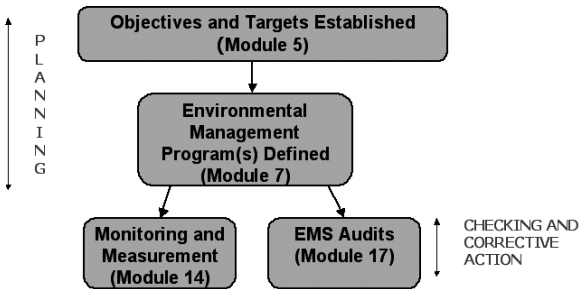 Objectives and Targets Established
(Module 5)
PLANNING
Environmental
Management
Program(s) Defined
(Module 7)
Monitoring and
Measurement
(Module 14)
EMS Audits
(Module 17)
CHECKING AND
CORRECTIVE
ACTION